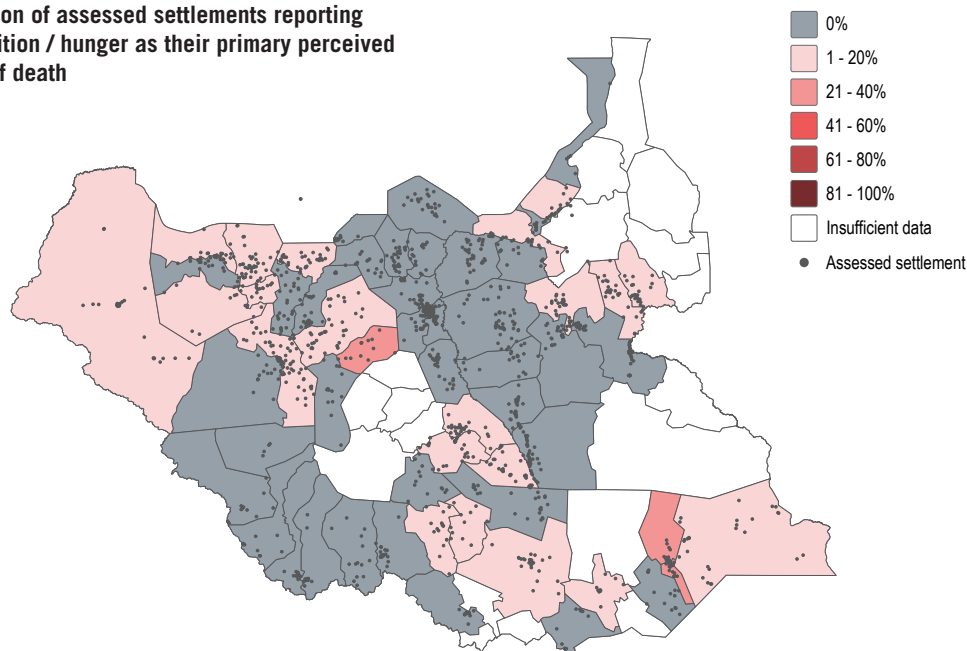 on of assessed settlements reporting
ition / hunger as their primary perceived
f death
0%
1 - 20%
21 - 40%
41 - 60%
61 - 80%
81 - 100%
Insufficient data
Assessed settlement